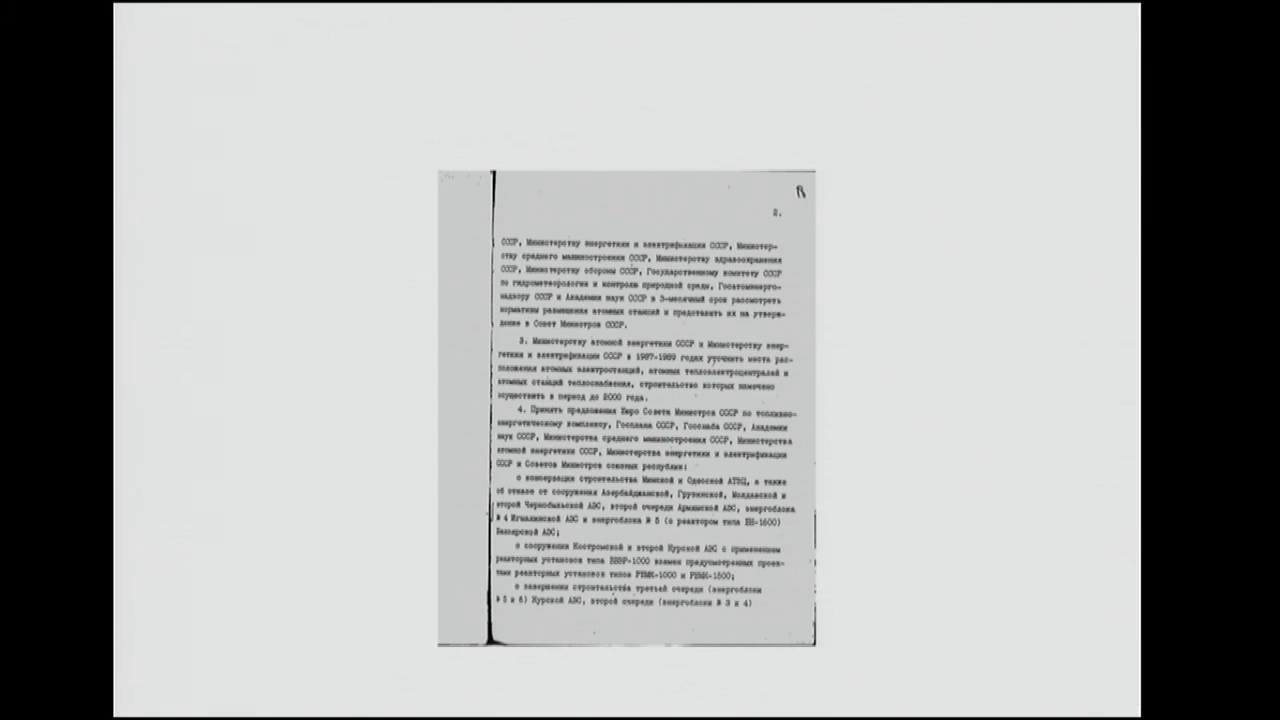 2.
СССР, Министерству энергетики и электрификации СССР, Министер-
ству среднего машиностроения СССР, Министерству здравоохранения
СССР, Министерству обороны СССР, Государственному комитету СССР
по гидрометеорологии и контролю природной среды, Госатомэнерго-
надзору СССР и Академии наук СССР в 3-месячный срок рассмотреть
нормативы размещения атомных станций и представить их на утверж-
дение в Совет Министров СССР.
3. Министерству атомной энергетики СССР и Министерству энер-
гетики и электрификации СССР в 1987-1989 годах уточнить места рас-
положения атомных электростанций, атомных теплоэлектроцентралей и
атомных станций теплоснабжения, строительство которых намечено
осуществить в период до 2000 года.
4. Принять предложения Бюро Совета Министров СССР по топливно-
энергетическому комплексу, Госплана СССР, Госснаба СССР, Академии
наук СССР, Министерства среднего машиностроения СССР, Министерства
атомной энергетики СССР, Министерства энергетики и электрификации
СССР и Советов Министров союзных республик:
о консервации строительства Минской и Одесской АТЭЦ, а также
об отказе от сооружения Азербайджанской, Грузинской, Молдавской и
второй Чернобыльской АЭС, второй очереди Армянской АЭС, энергоблока
№ 4 Игналинской АЭС и энергоблока № 5 (с реактором типа БН-1600)
Белоярской АЭС;
о сооружении Костромской и второй Курской АЭС с применением
реакторных установок типа ВВЭР-1000 взамен предусмотренных проек-
тами реакторных установок типов РБМК-1000 и РБМК-1500;
о завершении строительства третьей очереди (энергоблоки
№ 5 и 6) Курской АЭС, второй очереди (энергоблоки № 3 и 4)